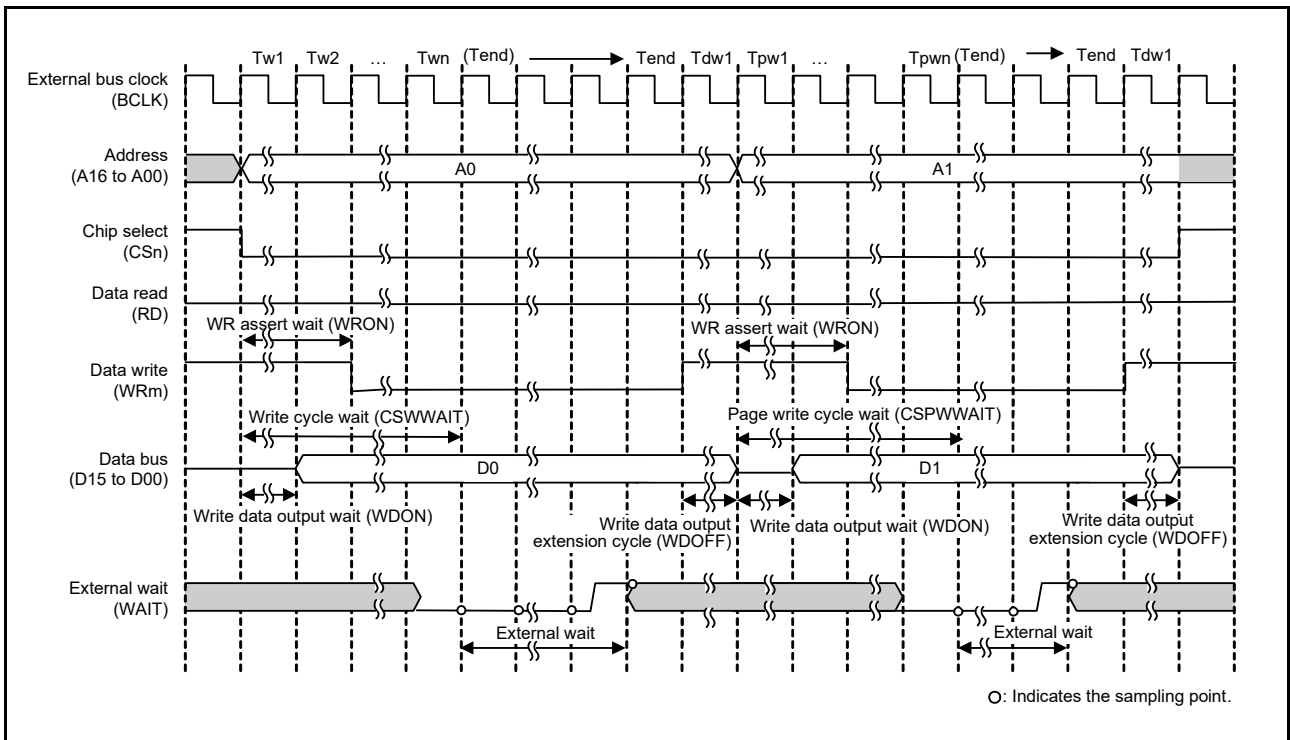 Tw1 Tw2 … Twn (Tend) Tend Tdw1 Tpw1 … Tpwn (Tend) Tend Tdw1
External bus clock
(BCLK)
Address
(A16 to A00)
A0 A1
Chip select
(CSn)
Data read
(RD)
WR assert wait (WRON) WR assert wait (WRON)
Data write
(WRm)
Write cycle wait (CSWWAIT) Page write cycle wait (CSPWWAIT)
Data bus
(D15 to D00)
D0 D1
Write data output wait (WDON) Write data output wait (WDON)
Write data output
extension cycle (WDOFF)
Write data output
extension cycle (WDOFF)
External wait
(WAIT)
External wait External wait
: Indicates the sampling point.